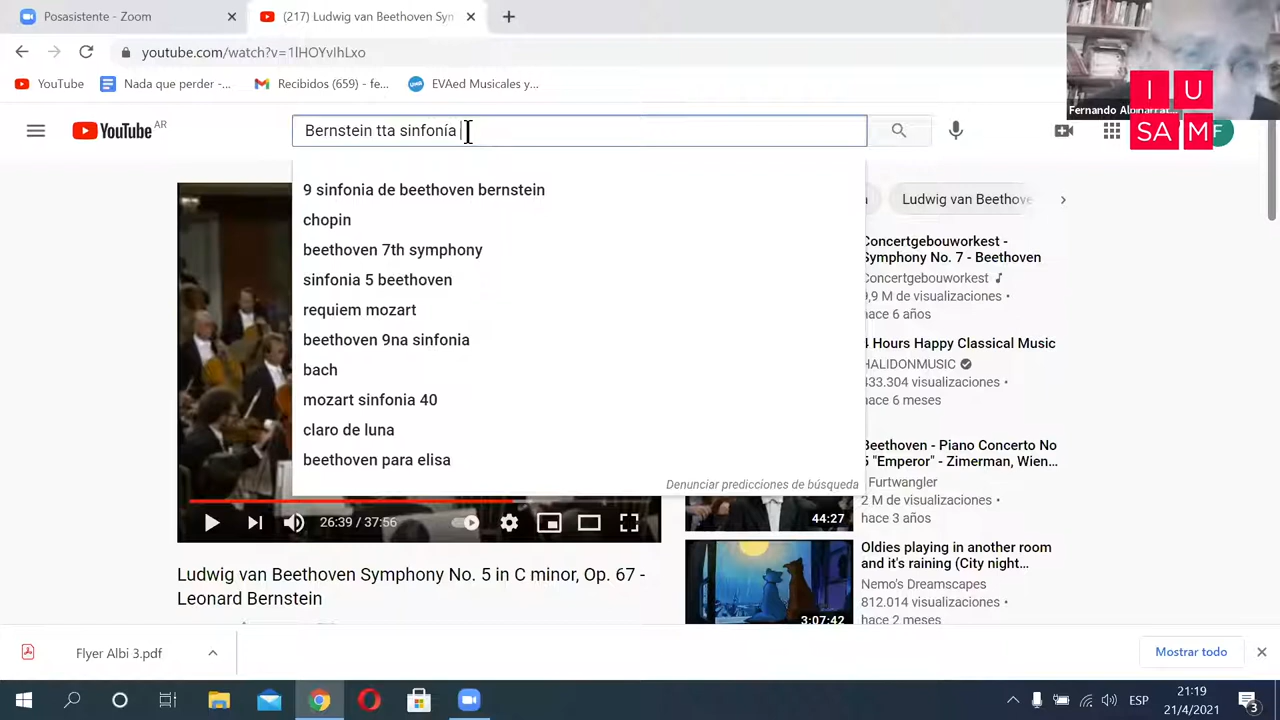 Posasistente - Zoom
(217) Ludwig van Beethoven Syn
youtube.com/watch?v=1lHOYvIhLxo
YouTube
Nada que perder -...
Recibidos (659) - fe...
EVAed Musicales y...
I U
SA M
YouTube AR
Bernstein tta sinfonía
F
9 sinfonia de beethoven bernstein
chopin
beethoven 7th symphony
sinfonia 5 beethoven
requiem mozart
beethoven 9na sinfonia
bach
mozart sinfonia 40
claro de luna
beethoven para elisa
Denunciar predicciones de búsqueda
26:39 / 37:56
Ludwig van Beethoven Symphony No. 5 in C minor, Op. 67 -
Leonard Bernstein
Ludwig van Beethove
Concertgebouworkest -
Symphony No. 7 - Beethoven
Concertgebouworkest
9,9 M de visualizaciones •
hace 6 años
4 Hours Happy Classical Music
HALIDONMUSIC
433.304 visualizaciones •
hace 6 meses
Beethoven - Piano Concerto No
5 "Emperor" - Zimerman, Wien...
Furtwangler
2 M de visualizaciones •
hace 3 años
44:27
Oldies playing in another room
and it's raining (City night...
Nemo's Dreamscapes
812.014 visualizaciones •
hace 2 meses
3:07:42
Flyer Albi 3.pdf
Mostrar todo
ESP
21:19
21/4/2021
3